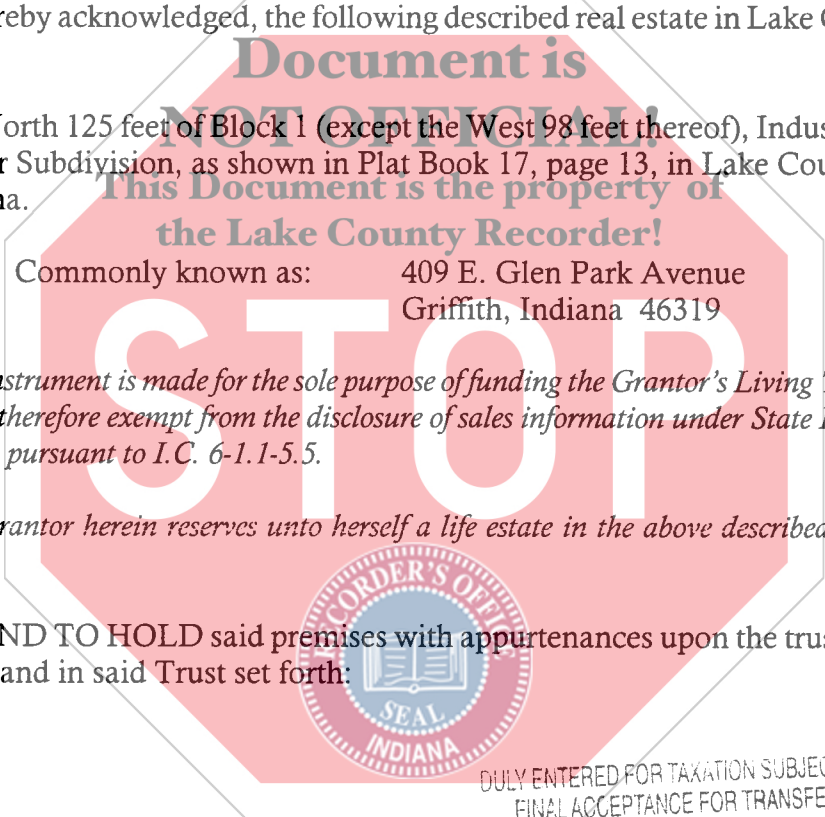 reby acknowledged, the following described real estate in Lake C
Document is
NOT OFFICIAL!
orth 125 feet of Block 1 (except the West 98 feet thereof), Indus
r Subdivision, as shown in Plat Book 17, page 13, in Lake Cou
This Document is the property of
na.
the Lake County Recorder!
Commonly known as: 409 E. Glen Park Avenue
Griffith, Indiana 46319
STOP
nstrument is made for the sole purpose of funding the Grantor's Living T
therefore exempt from the disclosure of sales information under State
pursuant to I.C. 6-1.1-5.5.
rantor herein reserves unto herself a life estate in the above described
RECORDER'S OFFICE
ND TO HOLD said premises with appurtenances upon the trus
and in said Trust set forth:
SEAL
INDIANA
DULY ENTERED FOR TAXATION SUBJEC
FINAL ACCEPTANCE FOR TRANSFE